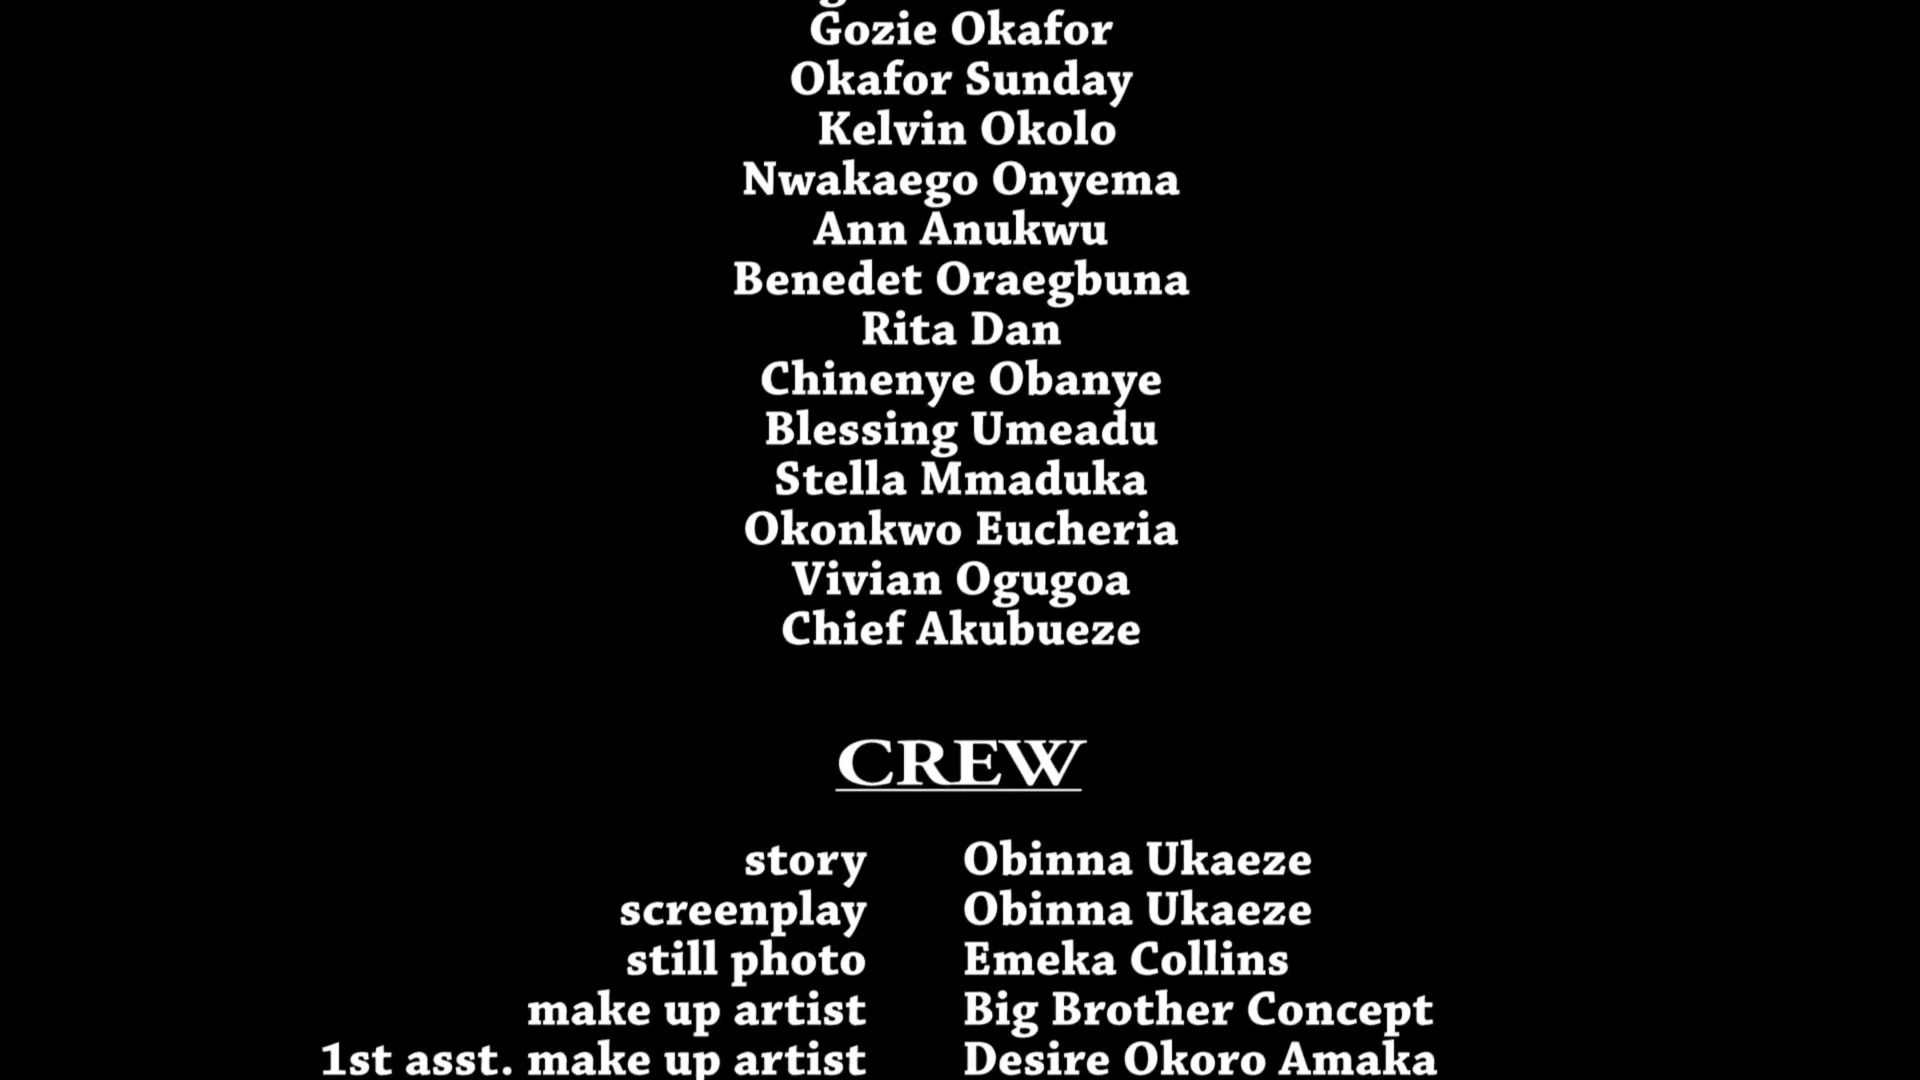 Gozie Okafor
Okafor Sunday
Kelvin Okolo
Nwakaego Onyema
Ann Anukwu
Benedet Oraegbuna
Rita Dan
Chinenye Obanye
Blessing Umeadu
Stella Mmaduka
Okonkwo Eucheria
Vivian Ogugoa
Chief Akubueze
CREW
story Obinna Ukaeze
screenplay Obinna Ukaeze
still photo Emeka Collins
make up artist Big Brother Concept
1st asst. make up artist Desire Okoro Amaka